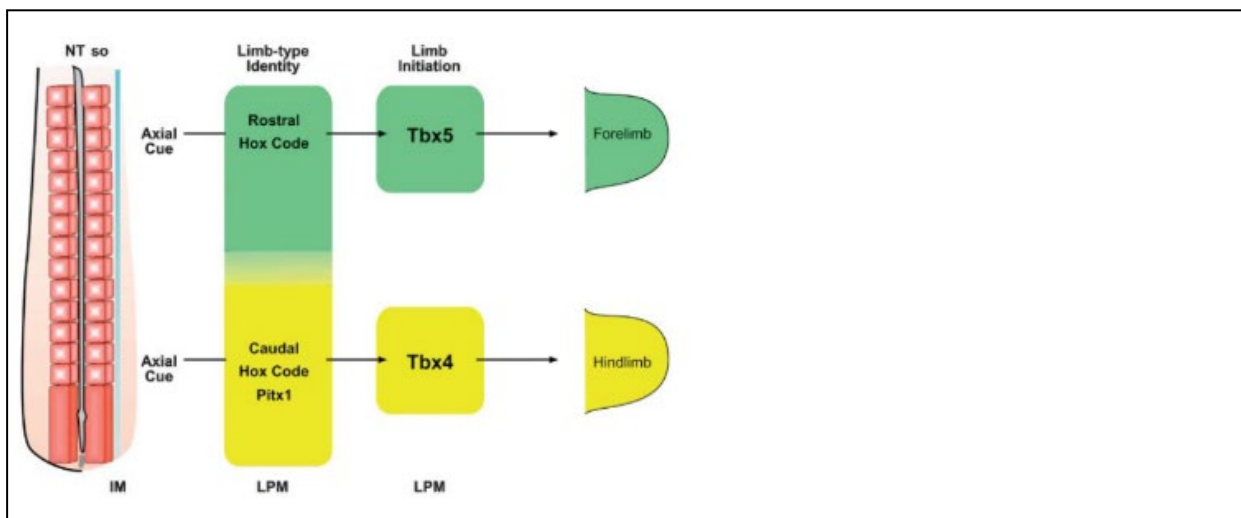 NT so
Limb-type
Identity
Limb
Initiation
Axial
Cue
Rostral
Hox Code
Tbx5
Forelimb
Axial
Cue
Caudal
Hox Code
Pitx1
Tbx4
Hindlimb
IM
LPM
LPM